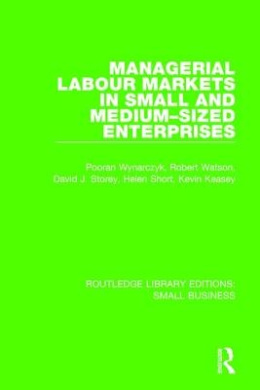 MANAGERIAL
LABOUR MARKETS
IN SMALL AND
MEDIUM–SIZED
ENTERPRISES
Pooran Wynarczyk, Robert Watson,
David J. Storey, Helen Short, Kevin Keasey
ROUTLEDGE LIBRARY EDITIONS:
SMALL BUSINESS